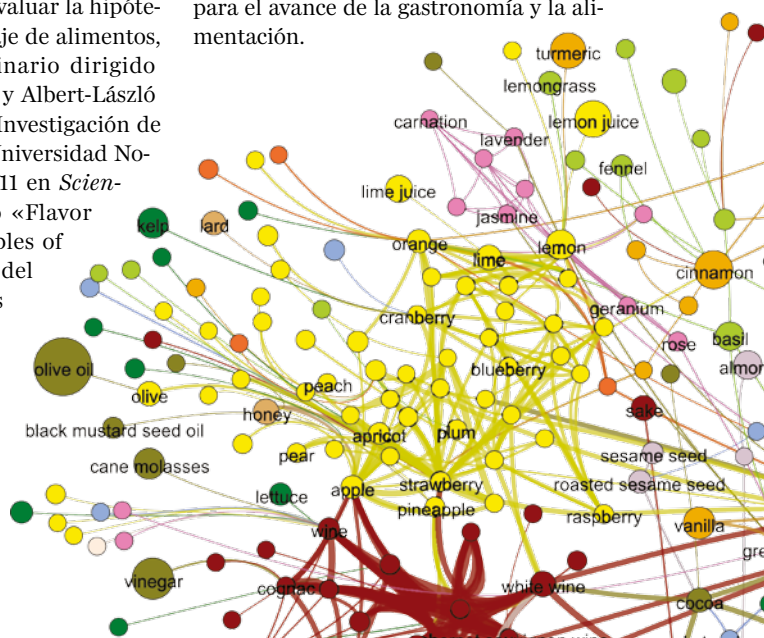 valuar la hipóte-
aje de alimentos,
inario dirigido
y Albert-László
Investigación de
Universidad No-
11 en Scien-
«Flavor
ples of
del
s
para el avance de la gastronomía y la ali-
mentación.
turmeric
lemongrass
carnation
lemon juice
lavender
fennel
lime juice
jasmine
kelp
lard
orange
lime
lemon
cinnamon
cranberry
geranium
rose
basil
almor
olive oil
olive
peach
blueberry
honey
sake
black mustard seed oil
apricot
plum
cane molasses
pear
sesame seed
lettuce
apple
strawberry
roasted sesame seed
pineapple
raspberry
vanilla
wine
gre
vinegar
cognac
white wine
cocoa